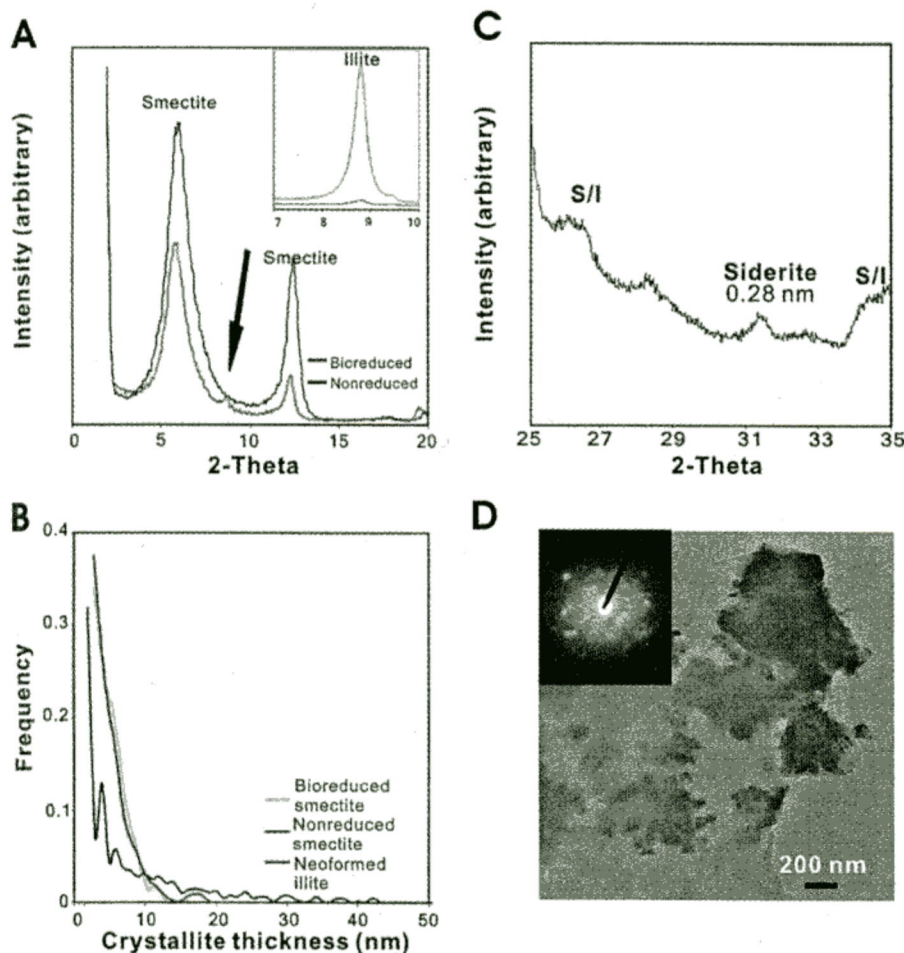 A
Intensity (arbitrary)
Smectite
Illite
7 8 9 10
Smectite
Bioreduced
Nonreduced
0 5 10 15 20
2-Theta
C
Intensity (arbitrary)
S/I
Siderite
0.28 nm
S/I
25 27 29 31 33 35
2-Theta
B
Frequency
0.4
0.3
0.2
0.1
0
Bioreduced
smectite
Nonreduced
smectite
Neoformed
illite
0 10 20 30 40 50
Crystallite thickness (nm)
D
200 nm